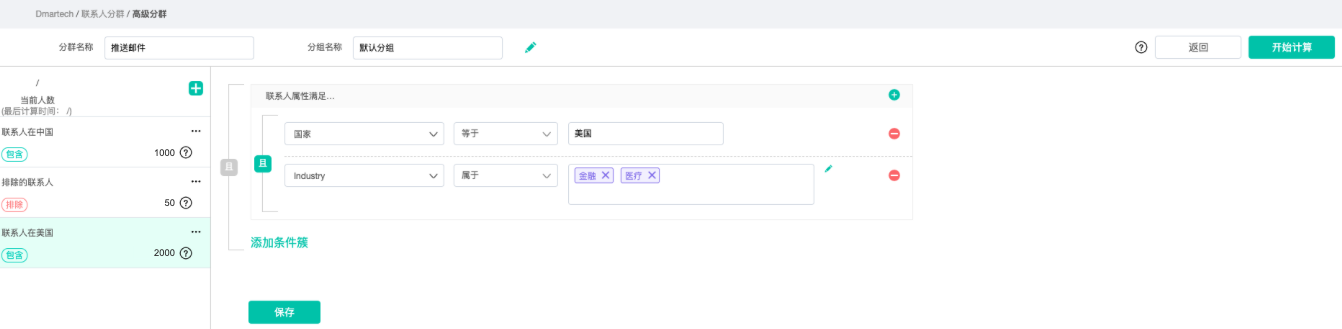 Dmartech / 联系人分群 / 高级分群
分群名称 推送邮件 分组名称 默认分组 ? 返回 开始计算
/
当前人数
(最后计算时间: /)
联系人在中国 ...
包含 1000 ?
排除的联系人 ...
排除 50 ?
联系人在美国 ...
包含 2000 ?
联系人属性满足...
国家 等于 美国
且 且
Industry 属于 金融 × 医疗 ×
添加条件簇
保存